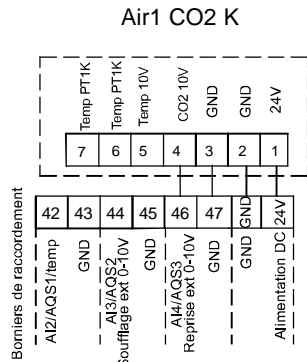 Air1 CO2 K
Temp PT1K
Temp PT1K
Temp 10V
CO2 10V
GND
GND
24V
7 6 5 4 3 2 1
Borniers de raccordement
42 43 44 45 46 47 GND 24V
AI2/AQS1/temp
GND
AI3/AQS2
Soufflage ext 0-10V
GND
AI4/AQS3
Reprise ext 0-10V
GND
GND
Alimentation DC